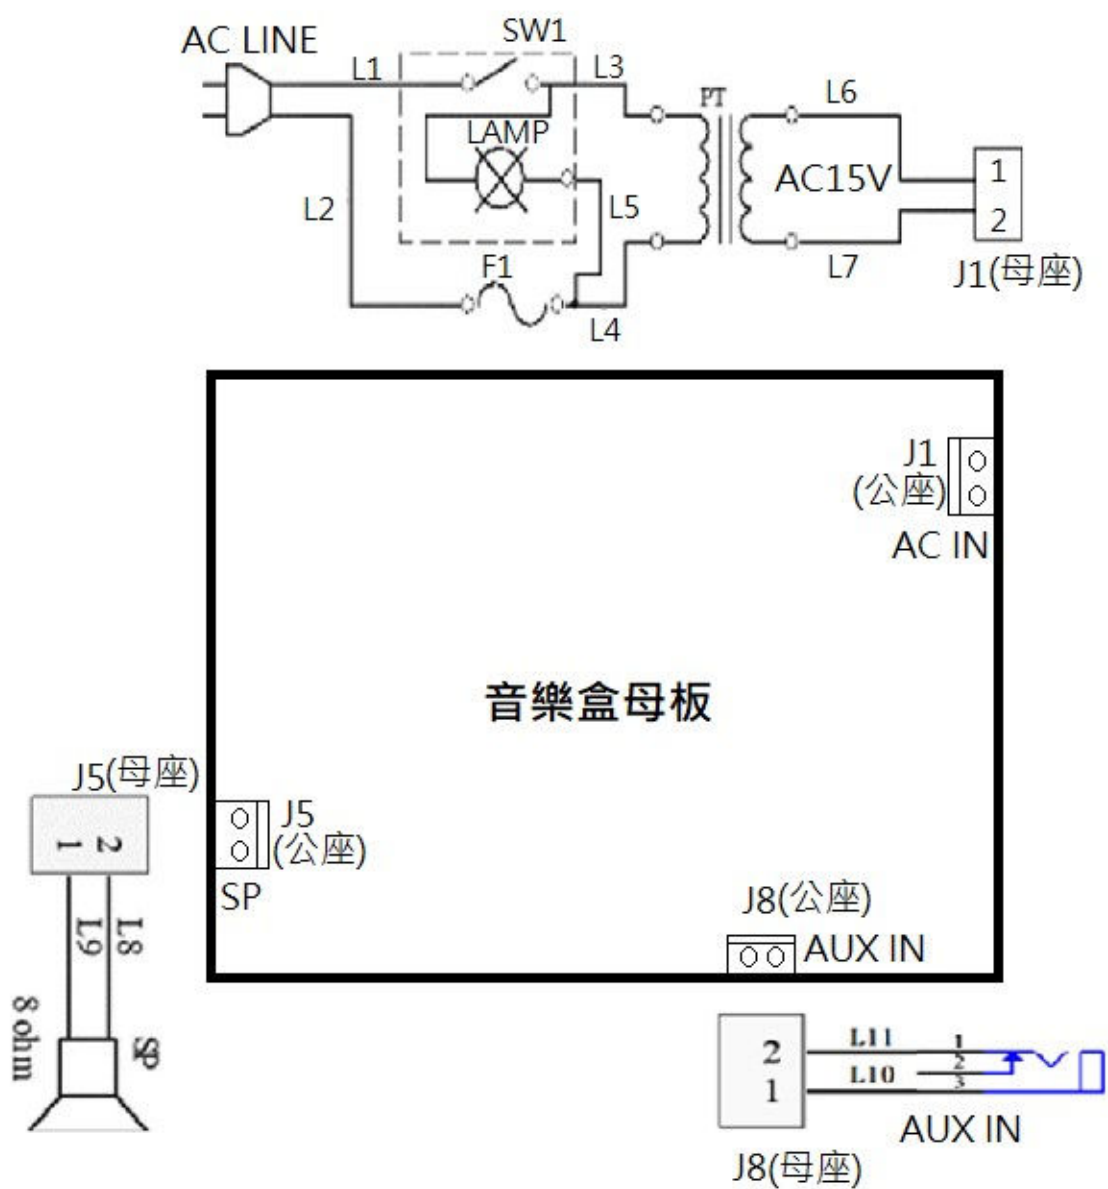 AC LINE
SW1
L1
L3
PT
L6
LAMP
AC15V
1
L2
L5
2
F1
L7
J1(母座)
L4
J1
(公座)
AC IN
音樂盒母板
J5(母座)
1 2
J5
(公座)
SP
J8(公座)
AUX IN
L9
L8
8 ohm
SP
2
L11
1
2
1
L10
3
AUX IN
J8(母座)